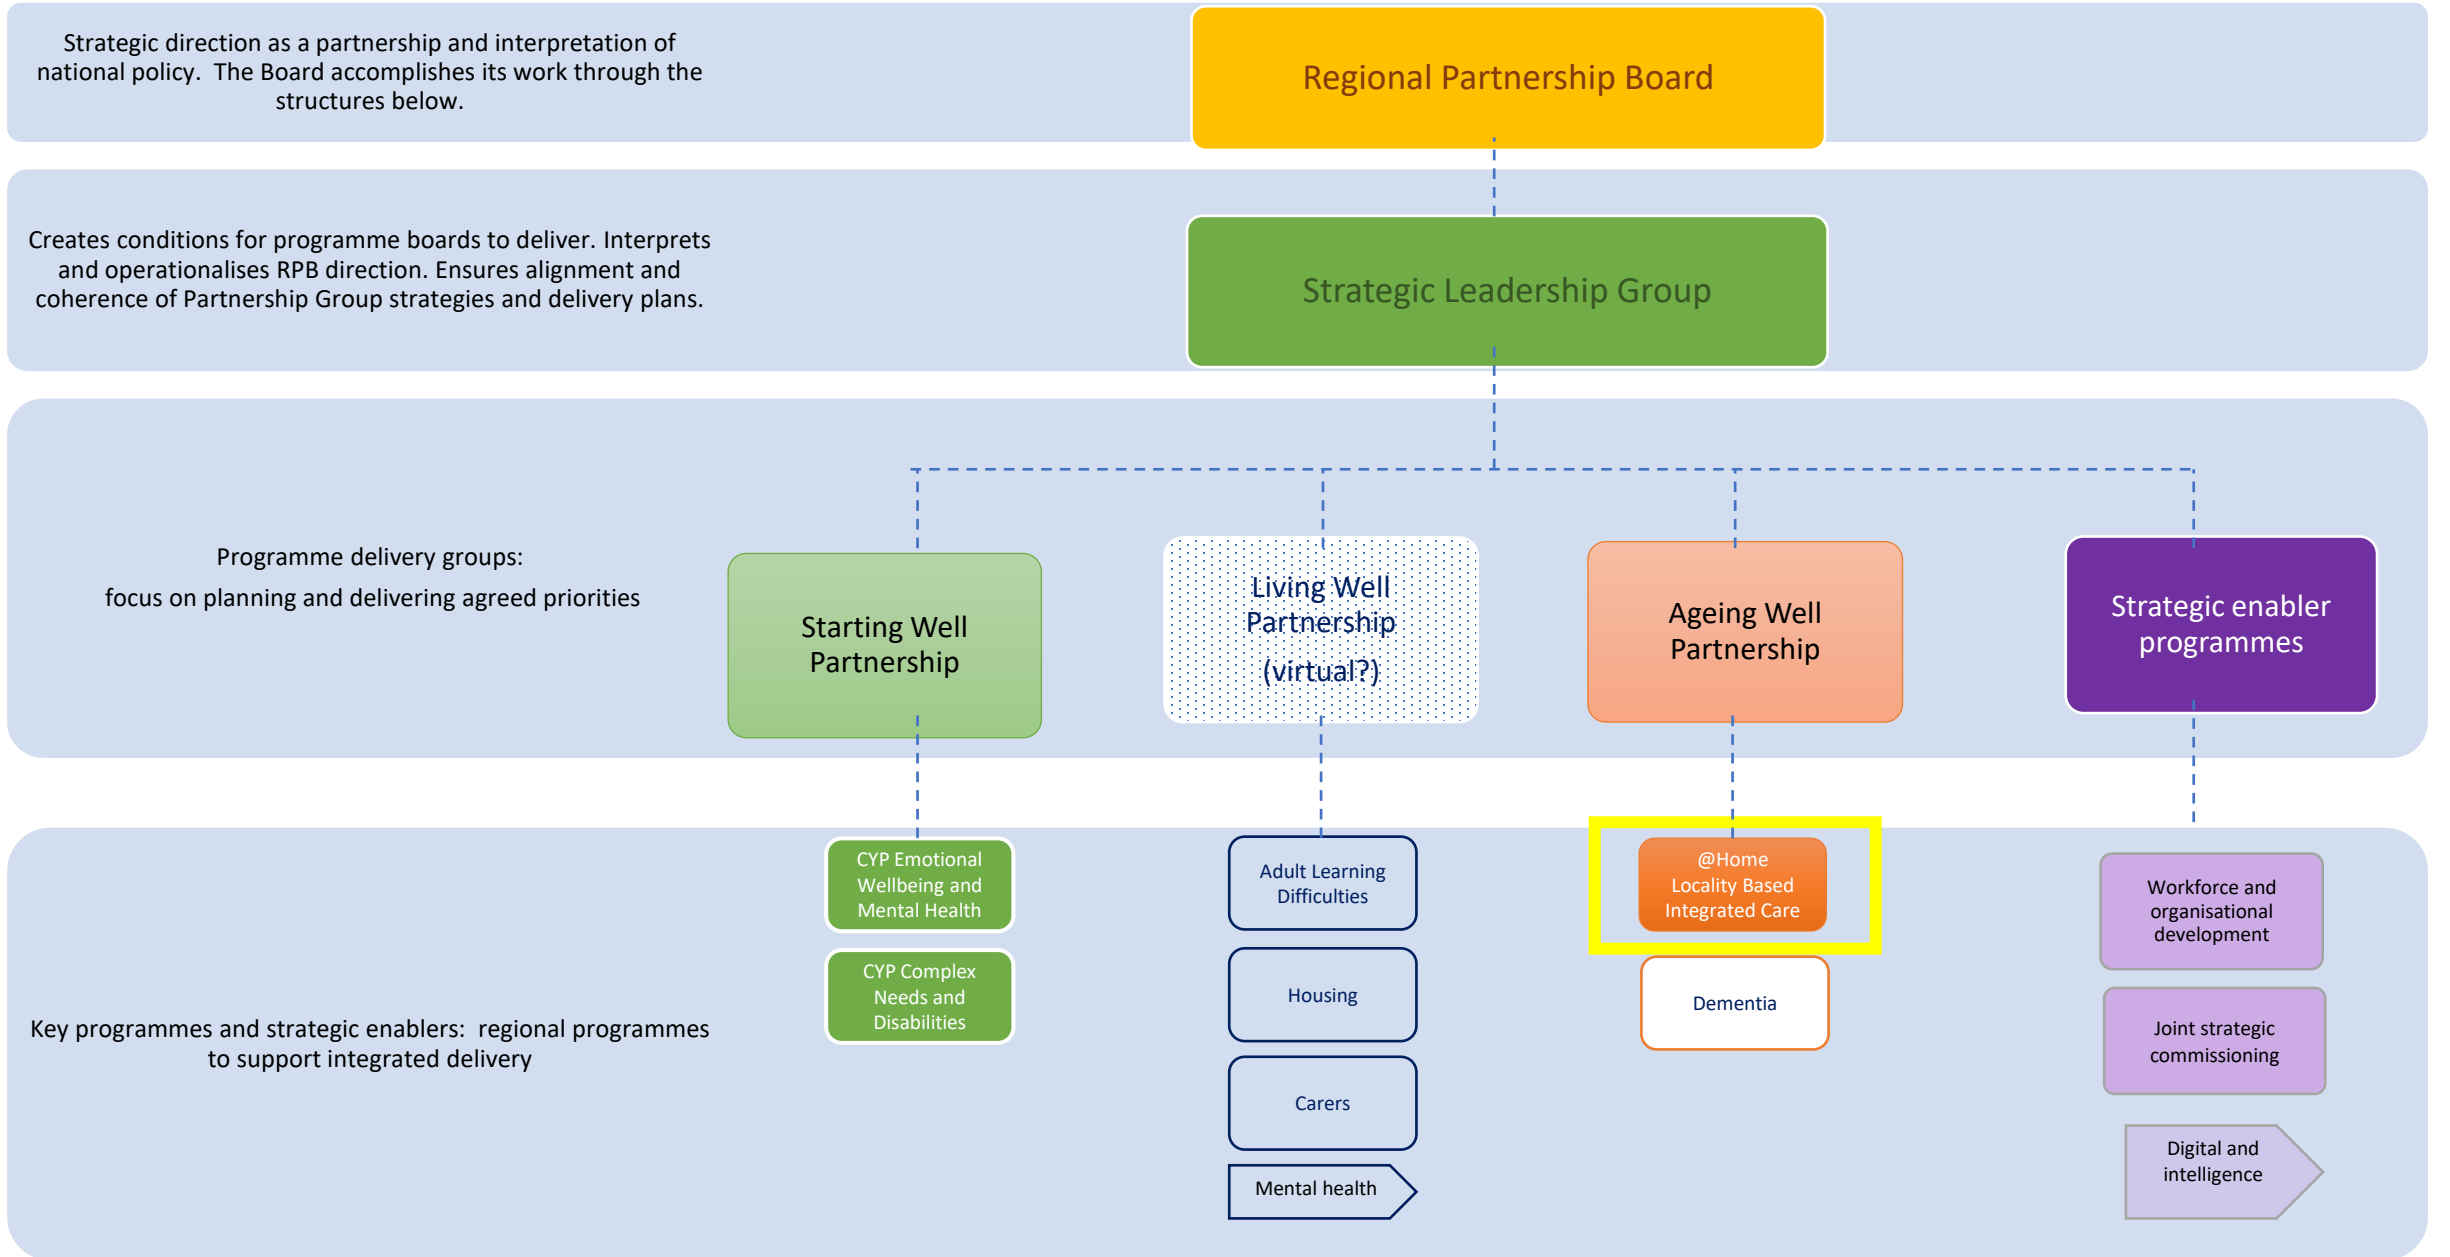 Strategic direction as a partnership and interpretation of
national policy.  The Board accomplishes its work through the
structures below.
Regional Partnership Board
Creates conditions for programme boards to deliver. Interprets
and operationalises RPB direction. Ensures alignment and
coherence of Partnership Group strategies and delivery plans.
Strategic Leadership Group
Programme delivery groups:
focus on planning and delivering agreed priorities
Starting Well
Partnership
Living Well
Partnership
(virtual?)
Ageing Well
Partnership
Strategic enabler
programmes
Key programmes and strategic enablers:  regional programmes
to support integrated delivery
CYP Emotional
Wellbeing and
Mental Health
CYP Complex
Needs and
Disabilities
Adult Learning
Difficulties
Housing
Carers
Mental health
@Home
Locality Based
Integrated Care
Dementia
Workforce and
organisational
development
Joint strategic
commissioning
Digital and
intelligence